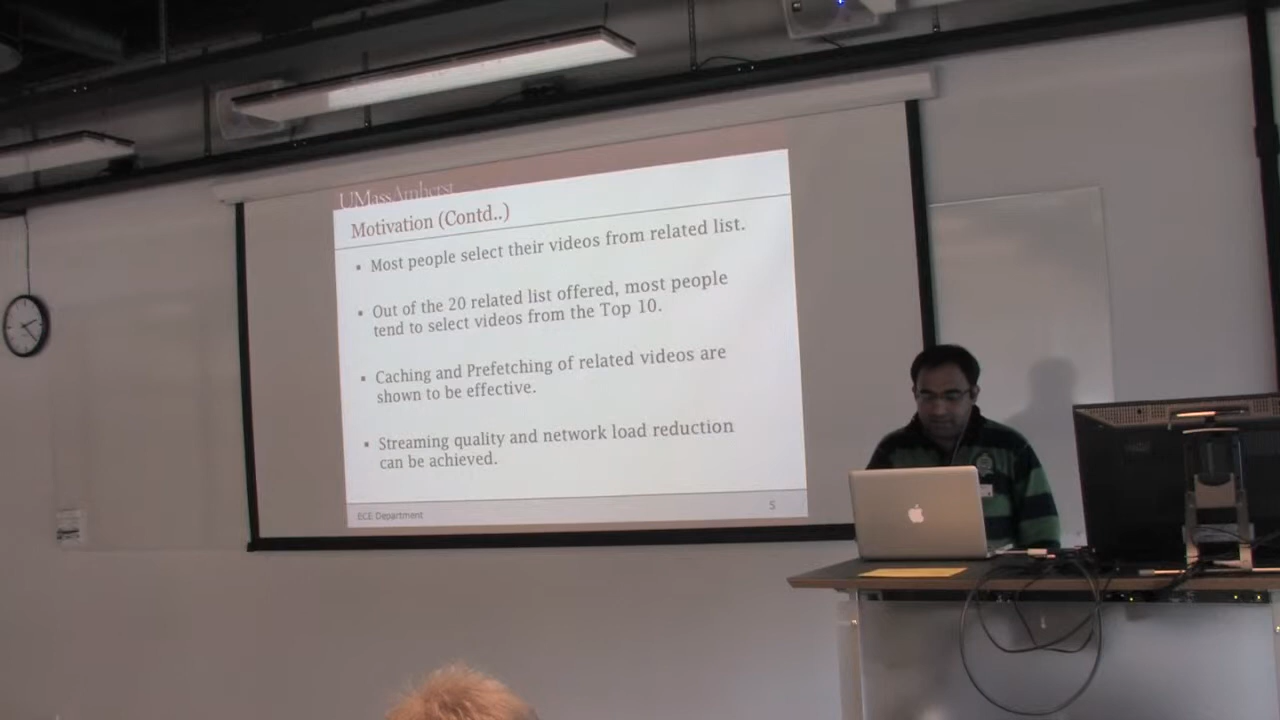 UMassAmherst
Motivation (Contd..)
▪ Most people select their videos from related list.
▪ Out of the 20 related list offered, most people
tend to select videos from the Top 10.
▪ Caching and Prefetching of related videos are
shown to be effective.
▪ Streaming quality and network load reduction
can be achieved.
ECE Department
5